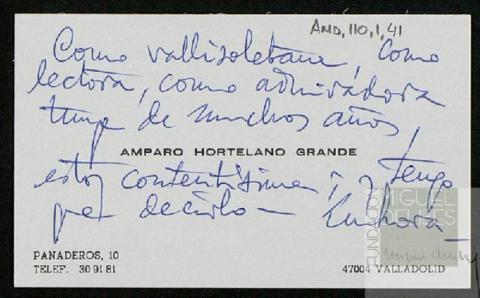 AMD, 110, 1, 41
Como vallisoletana, como
lectora, como admiradora
tuya de muchos años,
AMPARO HORTELANO GRANDE
estoy contentísima, y tengo
que decirlo — Enhora-
PANADEROS, 10
TELEF. 30 91 81
47004 VALLADOLID
FUNDACIÓN
MIGUEL
DELIBES